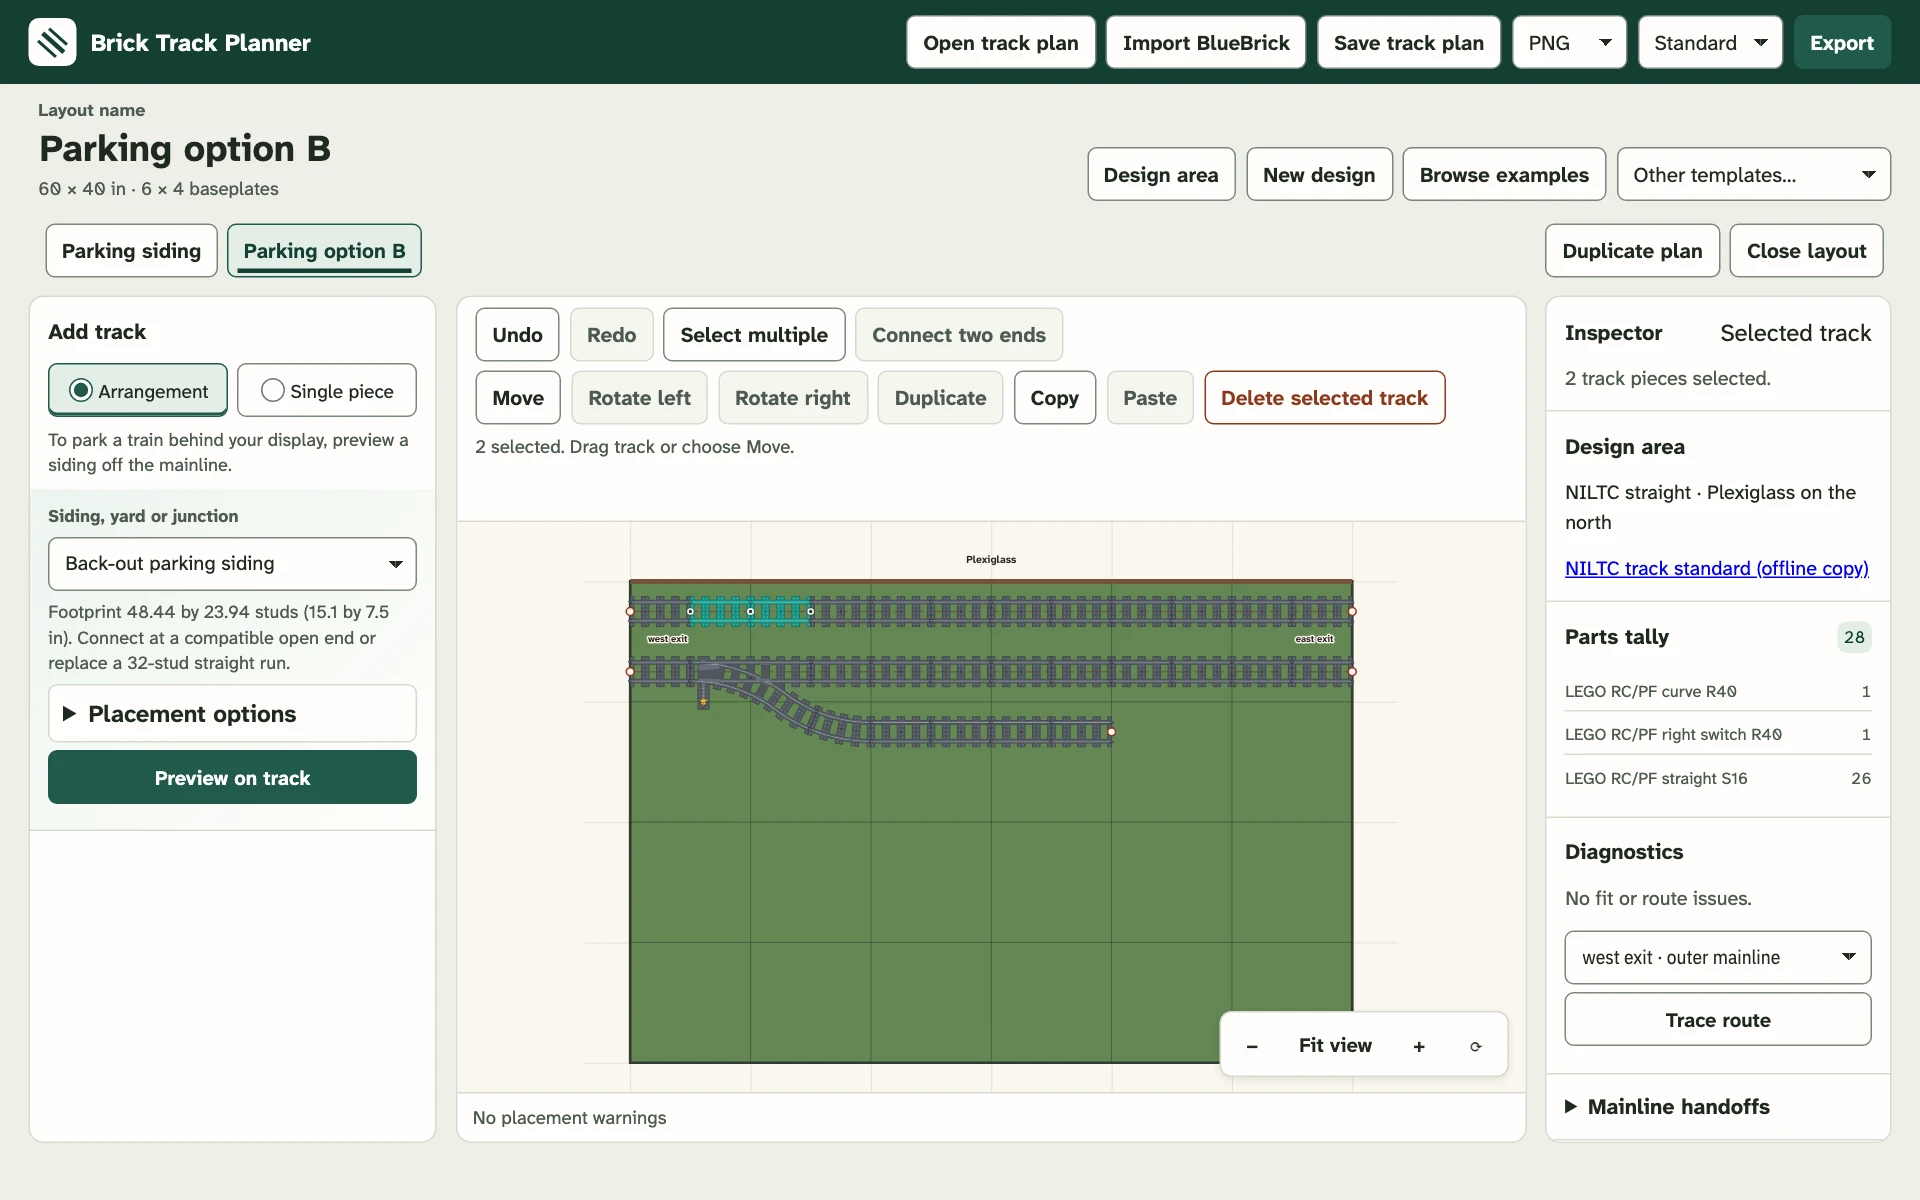 Brick Track Planner
Open track plan
Import BlueBrick
Save track plan
PNG
Standard
Export
Layout name
Parking option B
60 × 40 in · 6 × 4 baseplates
Design area
New design
Browse examples
Other templates...
Parking siding
Parking option B
Duplicate plan
Close layout
Add track
Arrangement
Single piece
To park a train behind your display, preview a
siding off the mainline.
Siding, yard or junction
Back-out parking siding
Footprint 48.44 by 23.94 studs (15.1 by 7.5
in). Connect at a compatible open end or
replace a 32-stud straight run.
Placement options
Preview on track
Undo
Redo
Select multiple
Connect two ends
Move
Rotate left
Rotate right
Duplicate
Copy
Paste
Delete selected track
2 selected. Drag track or choose Move.
Plexiglass
west exit
east exit
Fit view
No placement warnings
Inspector
Selected track
2 track pieces selected.
Design area
NILTC straight · Plexiglass on the
north
NILTC track standard (offline copy)
Parts tally
28
LEGO RC/PF curve R40
1
LEGO RC/PF right switch R40
1
LEGO RC/PF straight S16
26
Diagnostics
No fit or route issues.
west exit · outer mainline
Trace route
Mainline handoffs